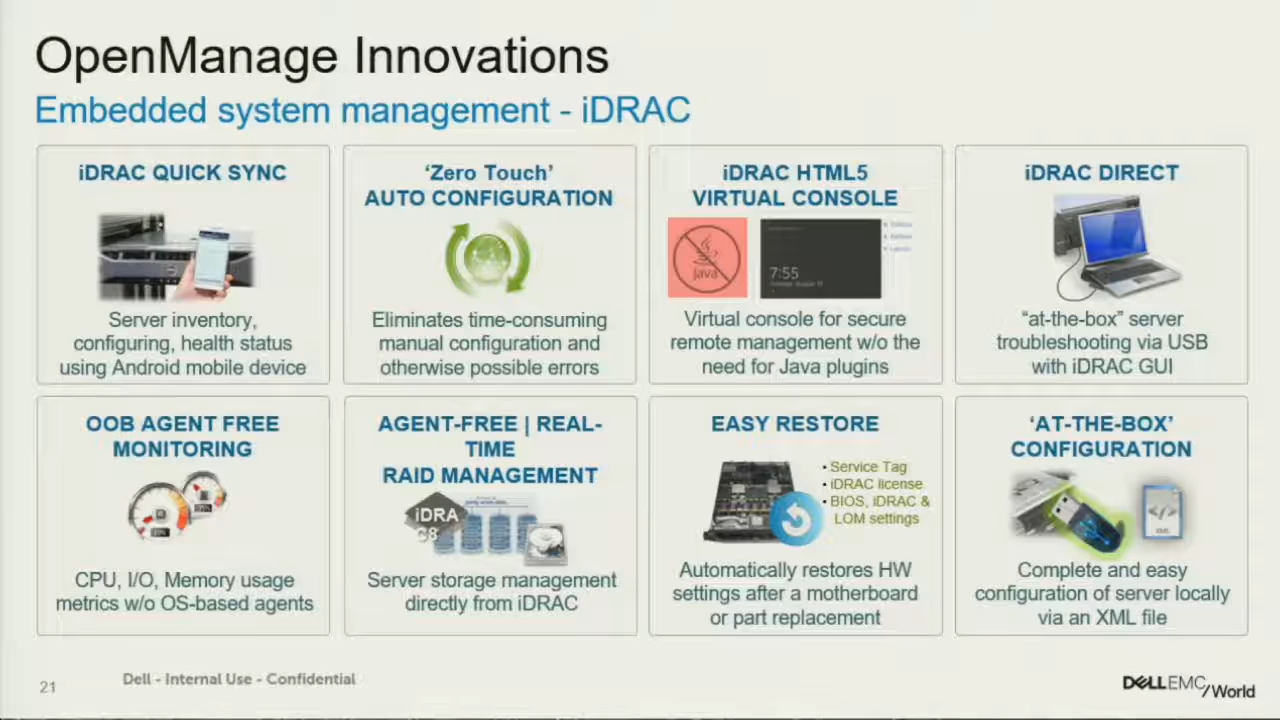 OpenManage Innovations
Embedded system management - iDRAC
iDRAC QUICK SYNC
Server inventory,
configuring, health status
using Android mobile device
‘Zero Touch’
AUTO CONFIGURATION
Eliminates time-consuming
manual configuration and
otherwise possible errors
iDRAC HTML5
VIRTUAL CONSOLE
Java
7:55
Virtual console for secure
remote management w/o the
need for Java plugins
iDRAC DIRECT
“at-the-box” server
troubleshooting via USB
with iDRAC GUI
OOB AGENT FREE
MONITORING
CPU, I/O, Memory usage
metrics w/o OS-based agents
AGENT-FREE | REAL-
TIME
RAID MANAGEMENT
iDRA
C8
Server storage management
directly from iDRAC
EASY RESTORE
• Service Tag
• iDRAC license
• BIOS, iDRAC &
LOM settings
Automatically restores HW
settings after a motherboard
or part replacement
‘AT-THE-BOX’
CONFIGURATION
</>
XML
Complete and easy
configuration of server locally
via an XML file
21
Dell - Internal Use - Confidential
DELLEMC/World